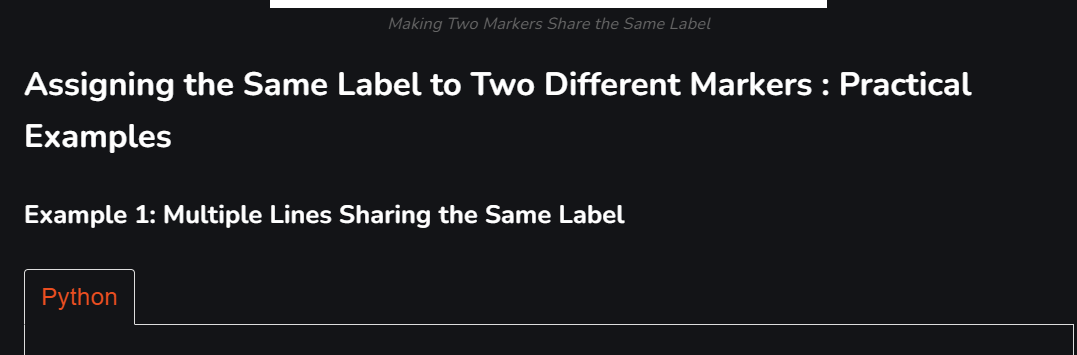 Making Two Markers Share the Same Label
Assigning the Same Label to Two Different Markers : Practical
Examples
Example 1: Multiple Lines Sharing the Same Label
Python